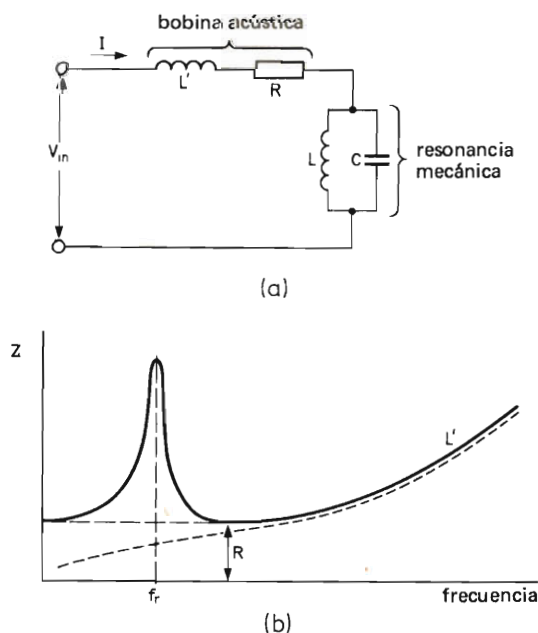 bobina acústica
I
L'
R
V_in
L
C
resonancia
mecánica
(a)
Z
L'
R
f_r
frecuencia
(b)